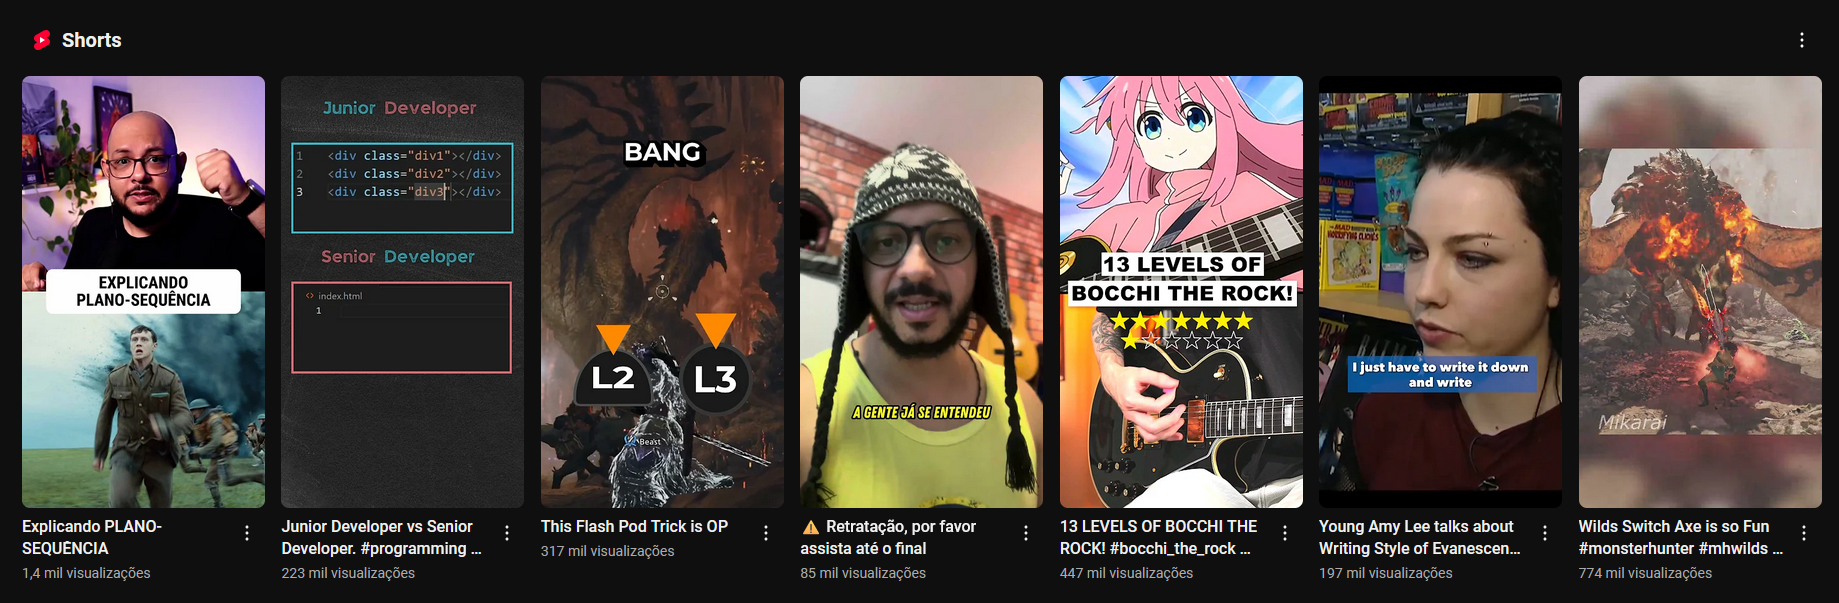 Shorts
EXPLICANDO
PLANO-SEQUÊNCIA
Explicando PLANO-
SEQUÊNCIA
1,4 mil visualizações
Junior Developer
1 <div class="div1"></div>
2 <div class="div2"></div>
3 <div class="div3"></div>
Senior Developer
<> index.html
1
Junior Developer vs Senior
Developer. #programming ...
223 mil visualizações
BANG
L2 L3
Beast
This Flash Pod Trick is OP
317 mil visualizações
A GENTE JÁ SE ENTENDEU
⚠️ Retratação, por favor
assista até o final
85 mil visualizações
13 LEVELS OF
BOCCHI THE ROCK!
13 LEVELS OF BOCCHI THE
ROCK! #bocchi_the_rock ...
447 mil visualizações
I just have to write it down
and write
Young Amy Lee talks about
Writing Style of Evanescen...
197 mil visualizações
Mikarai
Wilds Switch Axe is so Fun
#monsterhunter #mhwilds ...
774 mil visualizações